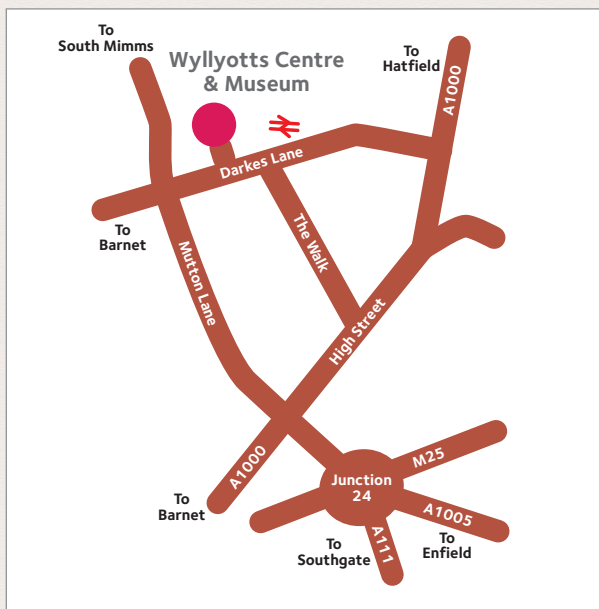 To
South Mimms
Wyllyotts Centre
& Museum
To
Hatfield
A1000
Darkes Lane
To
Barnet
The Walk
Mutton Lane
High Street
A1000
To
Barnet
Junction
24
M25
A1005
To
Enfield
A111
To
Southgate